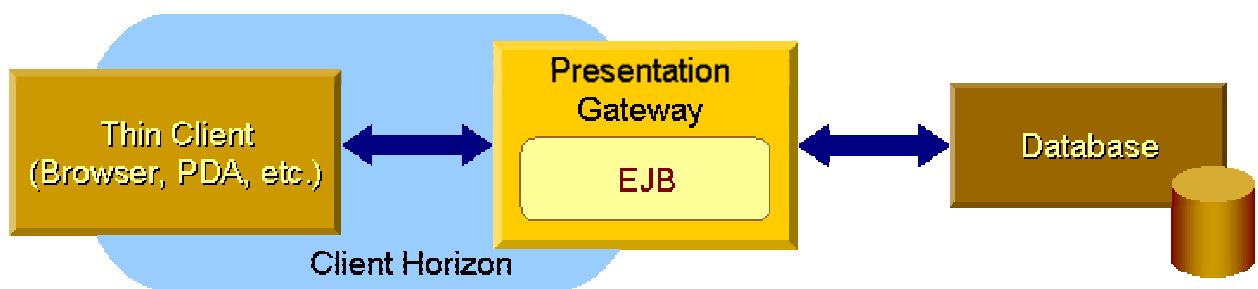 Thin Client
(Browser, PDA, etc.)
Presentation
Gateway
EJB
Database
Client Horizon